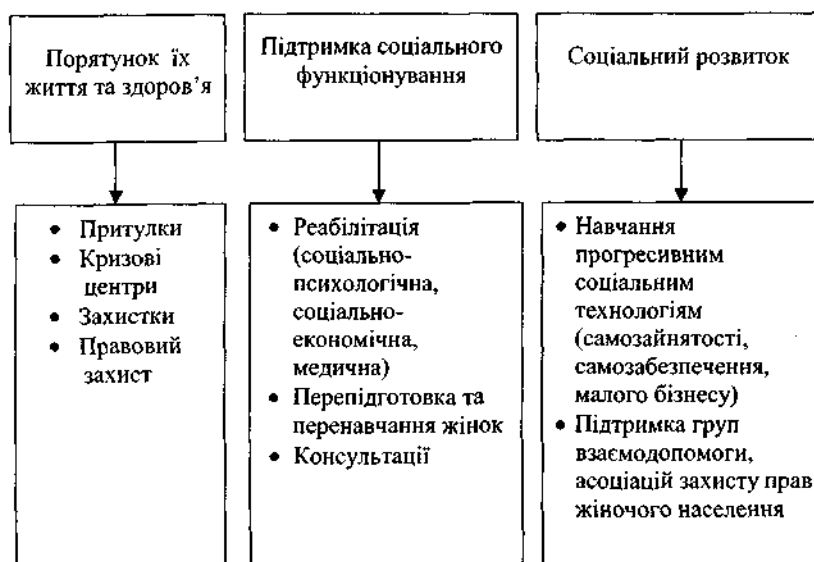 Порятунок їх
життя та здоров’я
• Притулки
• Кризові
центри
• Захистки
• Правовий
захист
Підтримка соціального
функціонування
• Реабілітація
(соціально-
психологічна,
соціально-
економічна,
медична)
• Перепідготовка та
перенавчання жінок
• Консультації
Соціальний розвиток
• Навчання
прогресивним
соціальним
технологіям
(самозайнятості,
самозабезпечення,
малого бізнесу)
• Підтримка груп
взаємодопомоги,
асоціацій захисту прав
жіночого населення